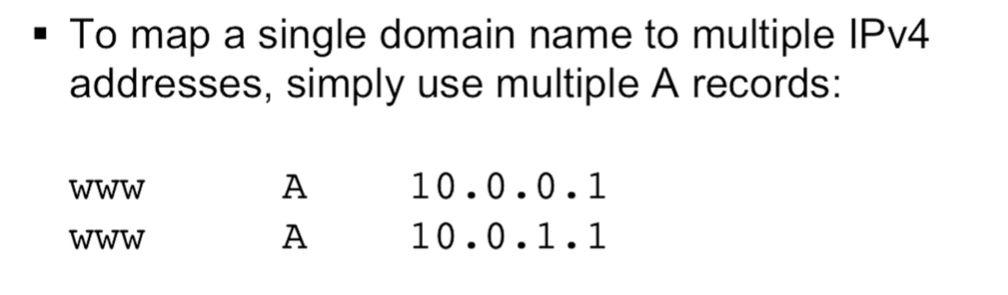 ▪ To map a single domain name to multiple IPv4
addresses, simply use multiple A records:
www A 10.0.0.1
www A 10.0.1.1